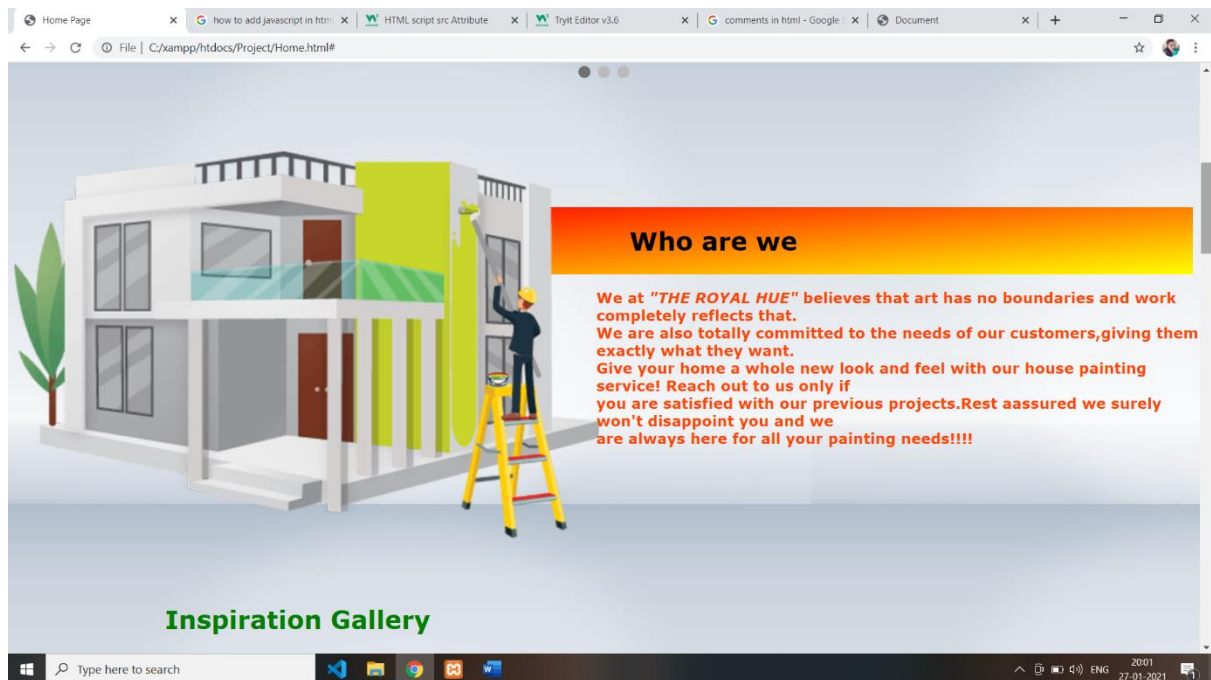 Home Page
how to add javascript in html
HTML script src Attribute
Tryit Editor v3.6
comments in html - Google
Document
File | C:/xampp/htdocs/Project/Home.html#
Who are we
We at "THE ROYAL HUE" believes that art has no boundaries and work
completely reflects that.
We are also totally committed to the needs of our customers,giving them
exactly what they want.
Give your home a whole new look and feel with our house painting
service! Reach out to us only if
you are satisfied with our previous projects.Rest aassured we surely
won't disappoint you and we
are always here for all your painting needs!!!!
Inspiration Gallery
Type here to search
ENG
20:01
27-01-2021